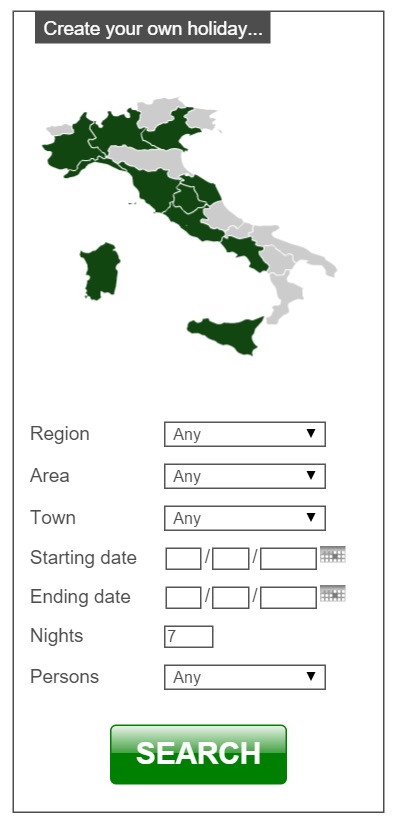 Create your own holiday...
Region Any
Area Any
Town Any
Starting date / /
Ending date / /
Nights 7
Persons Any
SEARCH